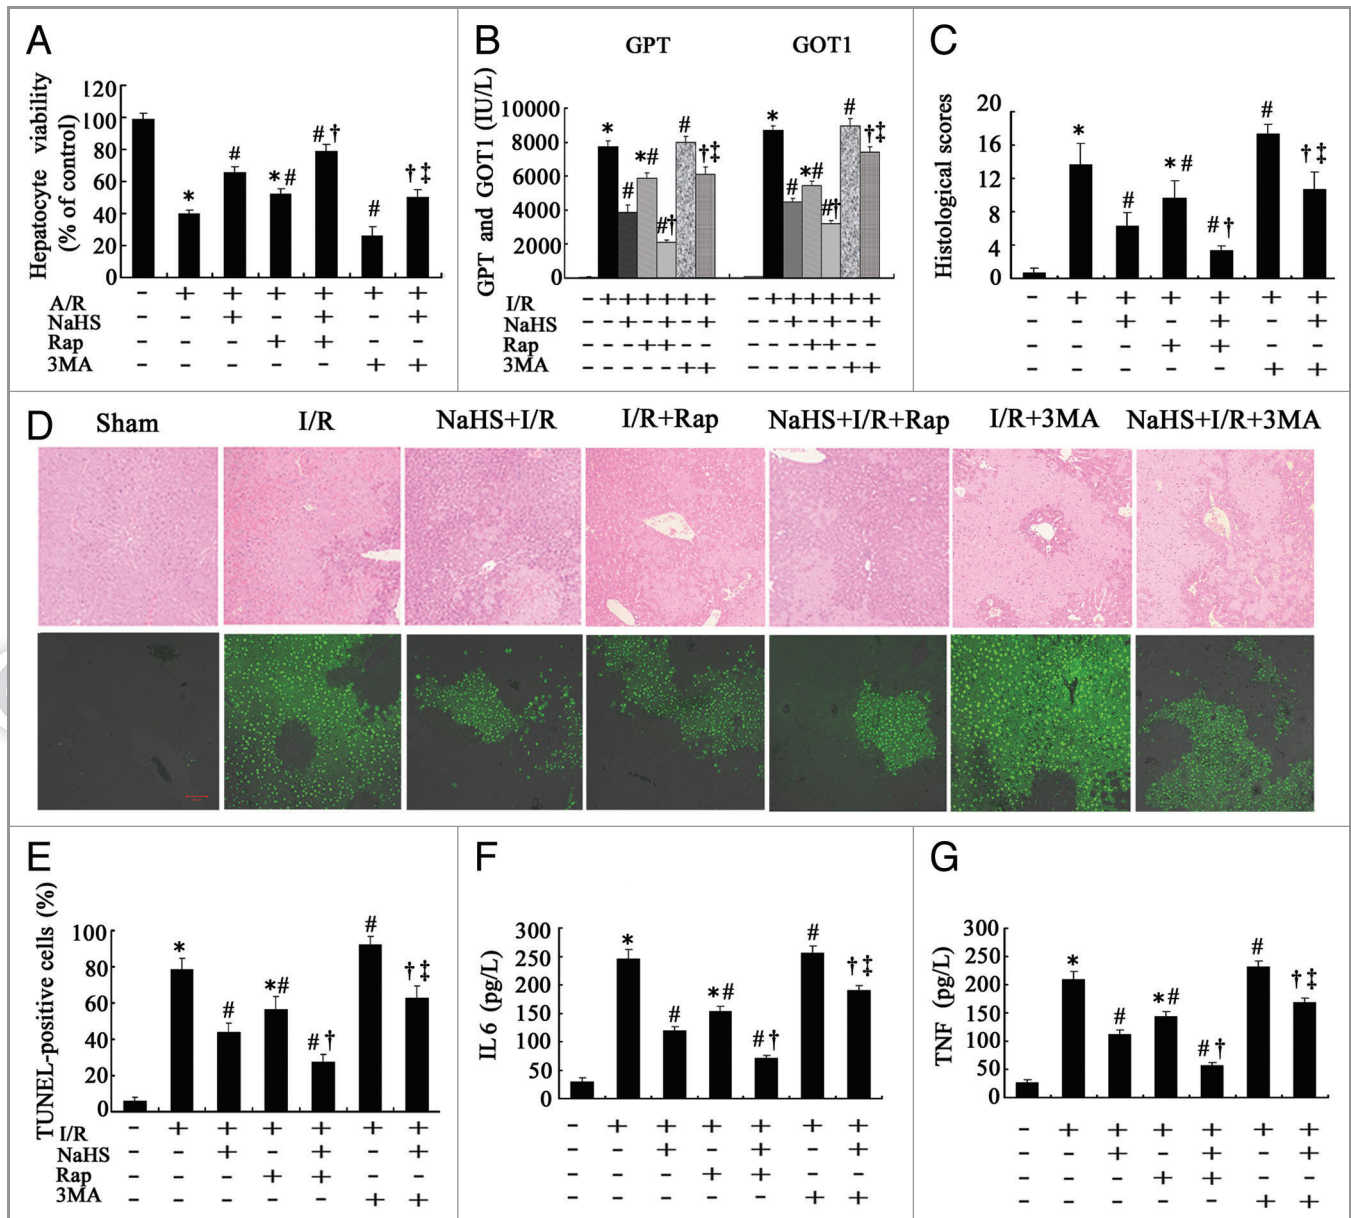 A
Hepatocyte viability
(% of control)
120
100
80
60
40
20
0
*
#
*#
#†
#
†‡
A/R - + + + + + +
NaHS - - + - + - +
Rap - - - + + - -
3MA - - - - - + +
B
GPT GOT1
GPT and GOT1 (IU/L)
10000
8000
6000
4000
2000
0
* # *# #† # †‡ * # *# #† # †‡
I/R - + + + + + + - + + + + + +
NaHS - - + - + - + - - + - + - +
Rap - - - + + - - - - - + + - -
3MA - - - - - + + - - - - - + +
C
Histological scores
20
16
12
8
4
0
*
#
*#
#†
#
†‡
- + + + + + +
- - + - + - +
- - - + + - -
- - - - - + +
D
Sham I/R NaHS+I/R I/R+Rap NaHS+I/R+Rap I/R+3MA NaHS+I/R+3MA
E
TUNEL-positive cells (%)
100
80
60
40
20
0
*
#
*#
#†
#
†‡
I/R - + + + + + +
NaHS - - + - + - +
Rap - - - + + - -
3MA - - - - - + +
F
IL6 (pg/L)
300
250
200
150
100
50
0
*
#
*#
#†
#
†‡
- + + + + + +
- - + - + - +
- - - + + - -
- - - - - + +
G
TNF (pg/L)
300
250
200
150
100
50
0
*
#
*#
#†
#
†‡
- + + + + + +
- - + - + - +
- - - + + - -
- - - - - + +